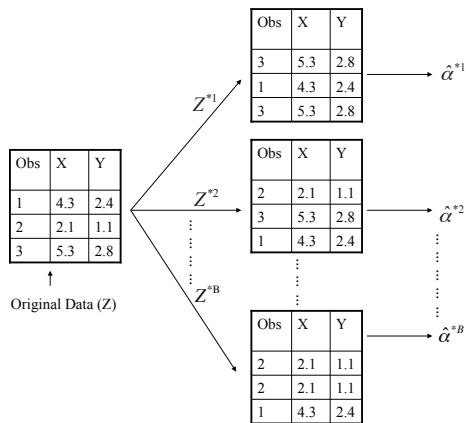 Obs X Y
3 5.3 2.8
1 4.3 2.4
3 5.3 2.8
α̂*1
Z*1
Obs X Y
1 4.3 2.4
2 2.1 1.1
3 5.3 2.8
Original Data (Z)
Z*2
Obs X Y
2 2.1 1.1
3 5.3 2.8
1 4.3 2.4
α̂*2
Z*B
Obs X Y
2 2.1 1.1
2 2.1 1.1
1 4.3 2.4
α̂*B